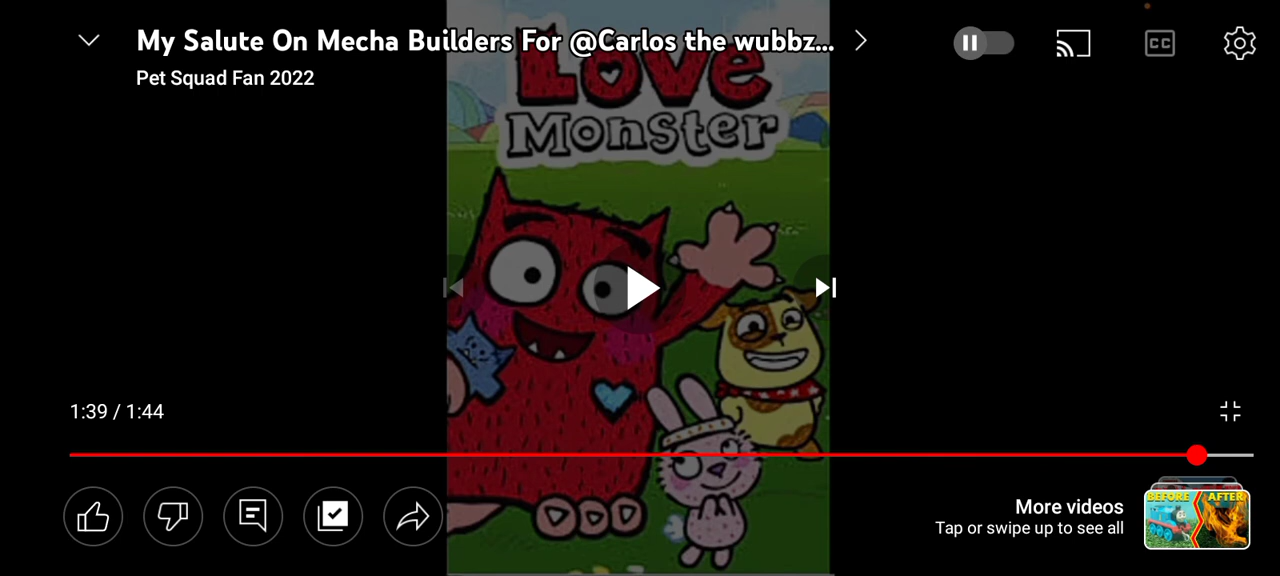 My Salute On Mecha Builders For @Carlos the wubbz...
Pet Squad Fan 2022
CC
LOVE
Monster
1:39 / 1:44
More videos
Tap or swipe up to see all
BEFORE AFTER